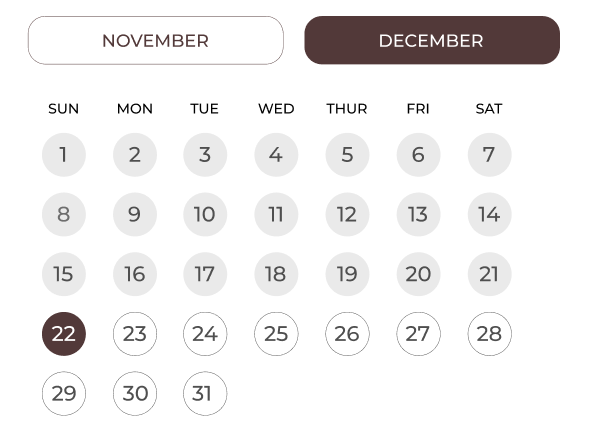 NOVEMBER DECEMBER
SUN MON TUE WED THUR FRI SAT
1 2 3 4 5 6 7
8 9 10 11 12 13 14
15 16 17 18 19 20 21
22 23 24 25 26 27 28
29 30 31